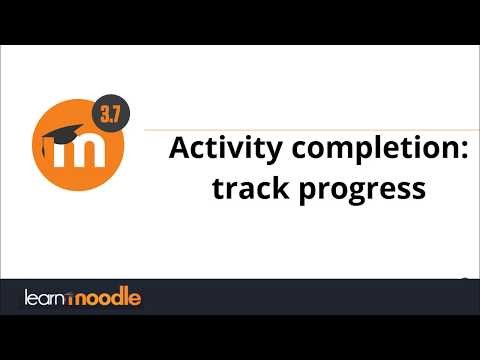 3.7
m
Activity completion:
track progress
learn moodle